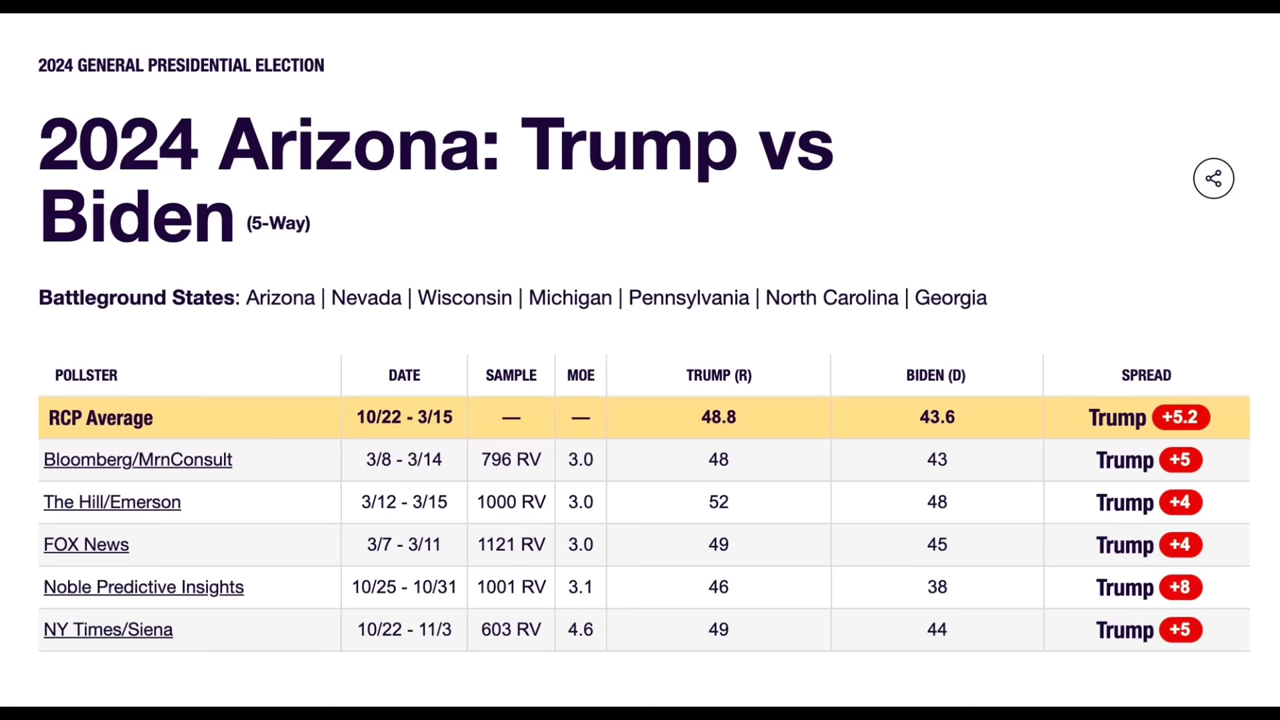 2024 GENERAL PRESIDENTIAL ELECTION
2024 Arizona: Trump vs
Biden (5-Way)
Battleground States: Arizona | Nevada | Wisconsin | Michigan | Pennsylvania | North Carolina | Georgia
POLLSTER DATE SAMPLE MOE TRUMP (R) BIDEN (D) SPREAD
RCP Average 10/22 - 3/15 — — 48.8 43.6 Trump +5.2
Bloomberg/MrnConsult 3/8 - 3/14 796 RV 3.0 48 43 Trump +5
The Hill/Emerson 3/12 - 3/15 1000 RV 3.0 52 48 Trump +4
FOX News 3/7 - 3/11 1121 RV 3.0 49 45 Trump +4
Noble Predictive Insights 10/25 - 10/31 1001 RV 3.1 46 38 Trump +8
NY Times/Siena 10/22 - 11/3 603 RV 4.6 49 44 Trump +5